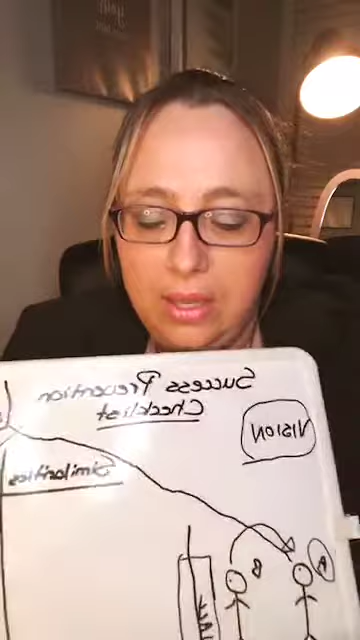 Success Prevention
Checklist
VISION
Similarities
B